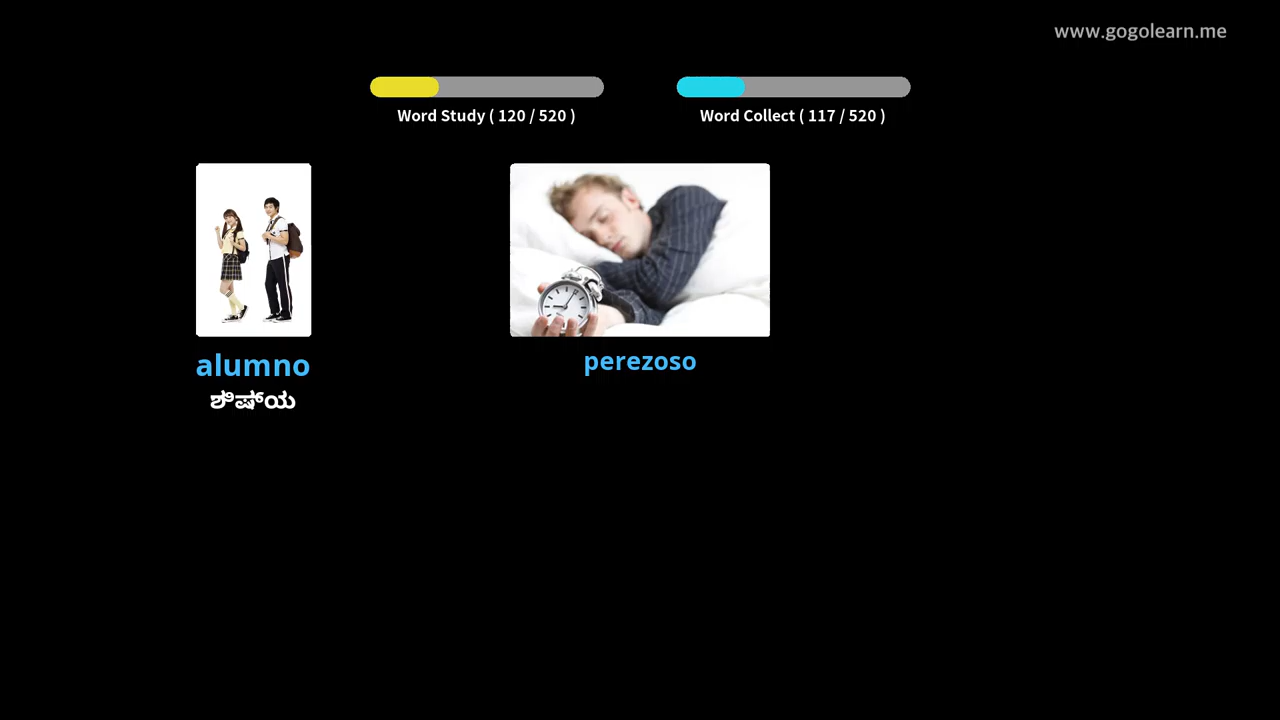 www.gogolearn.me
Word Study ( 120 / 520 )
Word Collect ( 117 / 520 )
alumno
ಶಿಷ್ಯ
perezoso